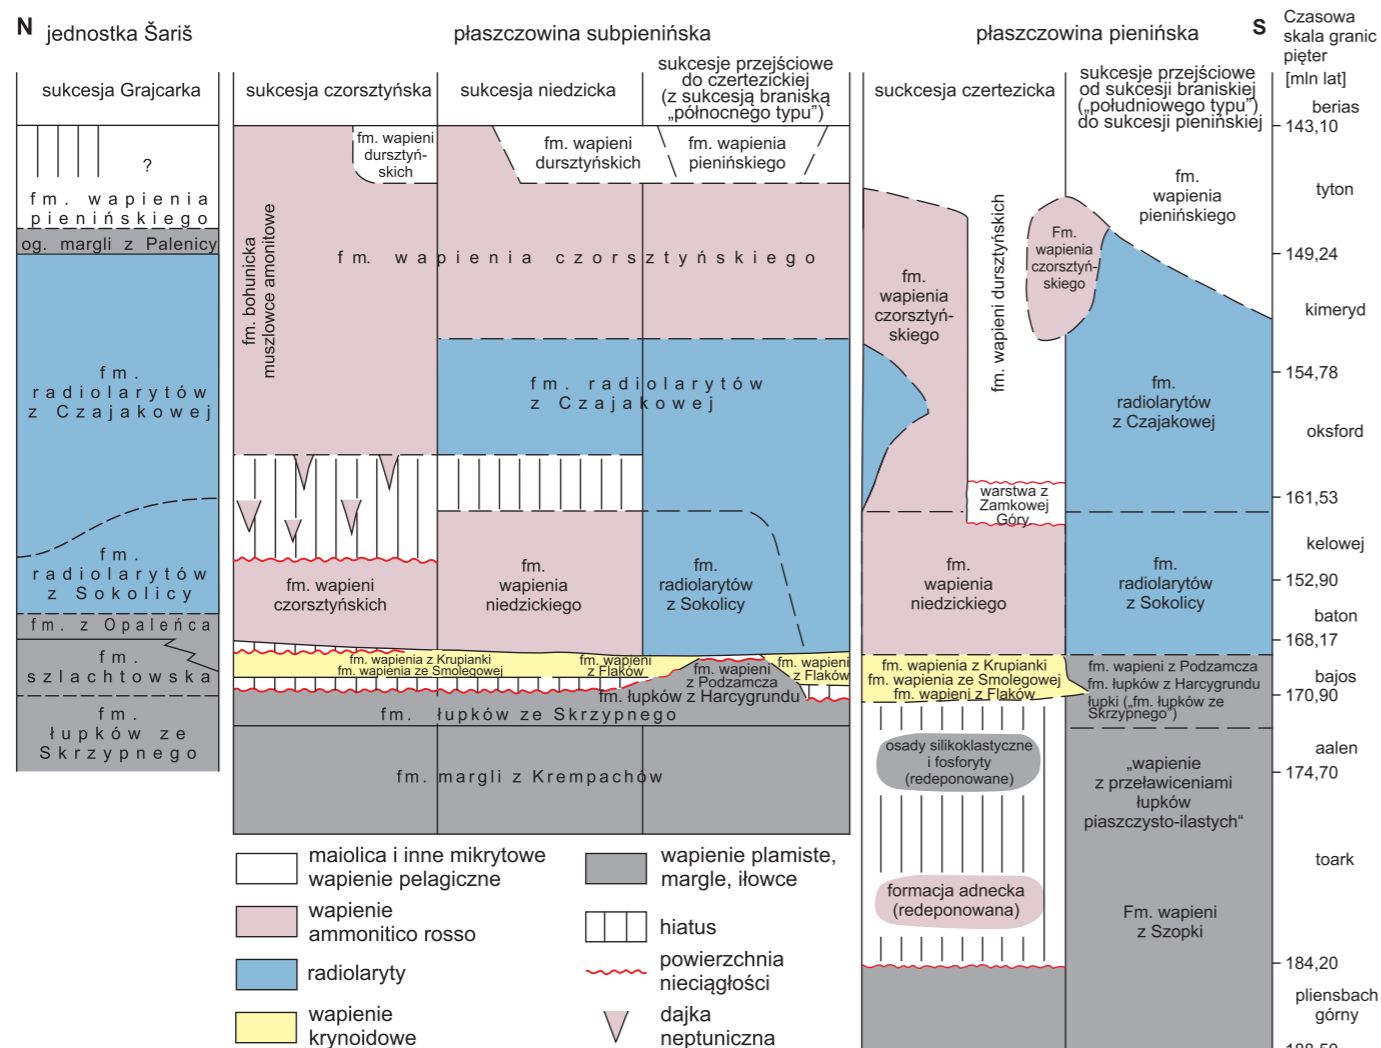 N
jednostka Šariš
płaszczowina subpienińska
płaszczowina pienińska
S
Czasowa
skala granic
pięter
[mln lat]
sukcesja Grajcarka
sukcesja czorsztyńska
sukcesja niedzicka
sukcesje przejściowe
do czertezickiej
(z sukcesją braniską
„północnego typu”)
suckcesja czertezicka
sukcesje przejściowe
od sukcesji braniskiej
(„południowego typu”)
do sukcesji pienińskiej
?
fm. wapienia
pienińskiego
og. margli z Palenicy
fm.
radiolarytów
z Czajakowej
fm.
radiolarytów
z Sokolicy
fm. z Opaleńca
fm.
szlachtowska
fm.
łupków ze
Skrzypnego
fm. bohunicka
muszlowce amonitowe
fm. wapieni
dursztyń-
skich
fm. wapieni
dursztyńskich
fm. wapienia
pienińskiego
fm. wapienia czorsztyńskiego
fm. radiolarytów
z Czajakowej
fm. wapieni
czorsztyńskich
fm.
wapienia
niedzickiego
fm.
radiolarytów
z Sokolicy
fm. wapienia z Krupianki
fm. wapienia ze Smolegowej
fm. wapieni
z Flaków
fm. wapieni
z Podzamcza
fm. łupków z Harcygrundu
fm. wapieni
z Flaków
fm. łupków ze Skrzypnego
fm. margli z Krempachów
fm.
wapienia
czorsztyń-
skiego
fm. wapieni dursztyńskich
Fm.
wapienia
czorsztyń-
skiego
warstwa z
Zamkowej
Góry
fm.
wapienia
niedzickiego
fm. wapienia z Krupianki
fm. wapienia ze Smolegowej
fm. wapieni z Flaków
osady silikoklastyczne
i fosforyty
(redeponowane)
formacja adnecka
(redeponowana)
fm.
wapienia
pienińskiego
fm.
radiolarytów
z Czajakowej
fm.
radiolarytów
z Sokolicy
fm. wapieni z Podzamcza
fm. łupków z Harcygrundu
łupki („fm. łupków ze
Skrzypnego”)
„wapienie
z przeławiceniami
łupków
piaszczysto-ilastych“
Fm. wapieni
z Szopki
berias
143,10
tyton
149,24
kimeryd
154,78
oksford
161,53
kelowej
152,90
baton
168,17
bajos
170,90
aalen
174,70
toark
184,20
pliensbach
górny
maiolica i inne mikrytowe
wapienie pelagiczne
wapienie
ammonitico rosso
radiolaryty
wapienie
krynoidowe
wapienie plamiste,
margle, iłowce
hiatus
powierzchnia
nieciągłości
dajka
neptuniczna